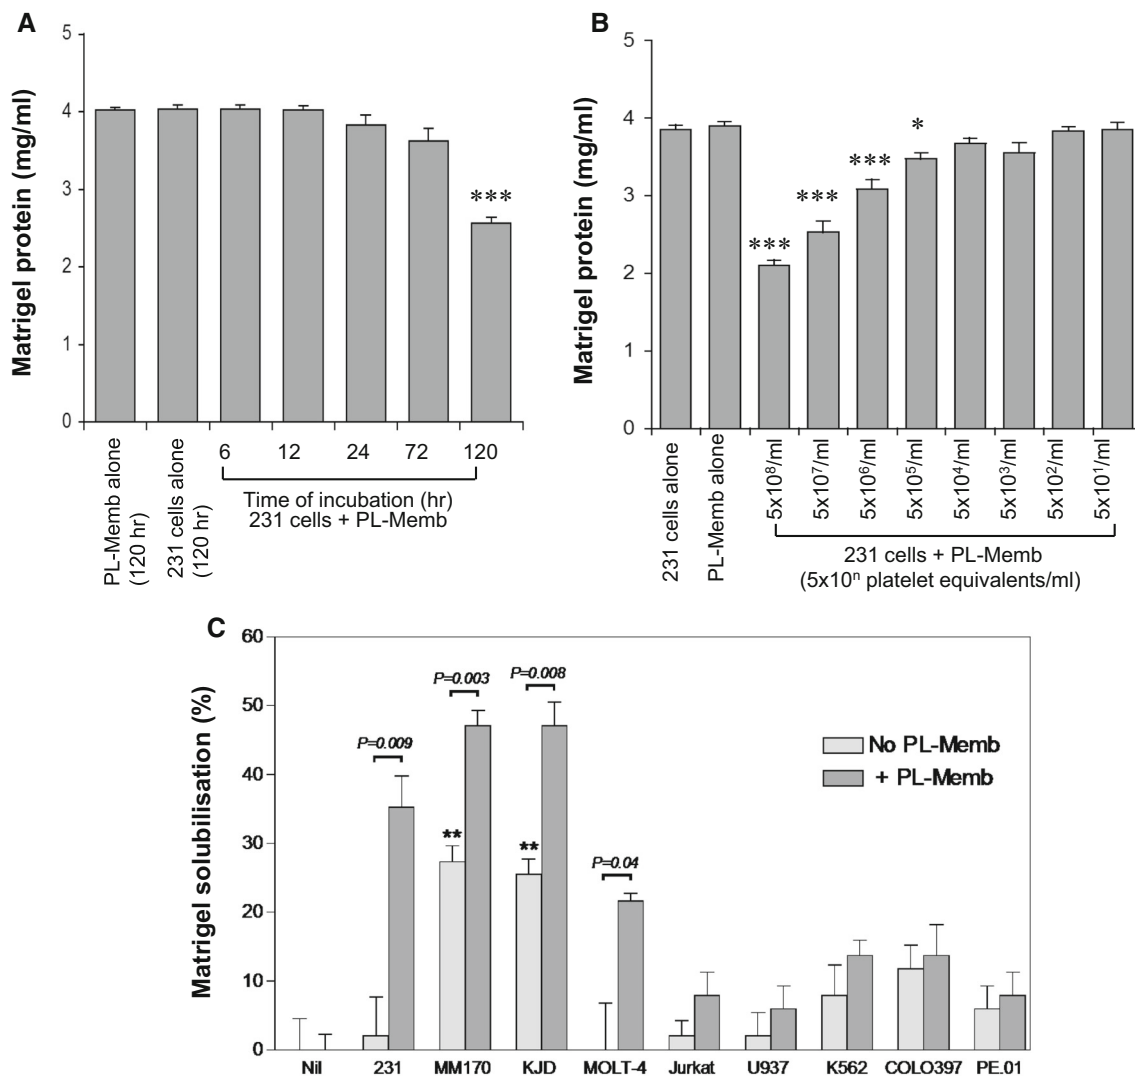 A
Matrigel protein (mg/ml)
5
4
3
2
1
0
***
PL-Memb alone
(120 hr)
231 cells alone
(120 hr)
6 12 24 72 120
Time of incubation (hr)
231 cells + PL-Memb
B
Matrigel protein (mg/ml)
5
4
3
2
1
0
*** *** *** *
231 cells alone
PL-Memb alone
5x10⁸/ml
5x10⁷/ml
5x10⁶/ml
5x10⁵/ml
5x10⁴/ml
5x10³/ml
5x10²/ml
5x10¹/ml
231 cells + PL-Memb
(5x10ⁿ platelet equivalents/ml)
C
Matrigel solubilisation (%)
60
50
40
30
20
10
0
P=0.009
P=0.003
P=0.008
P=0.04
** **
No PL-Memb
+ PL-Memb
Nil 231 MM170 KJD MOLT-4 Jurkat U937 K562 COLO397 PE.01